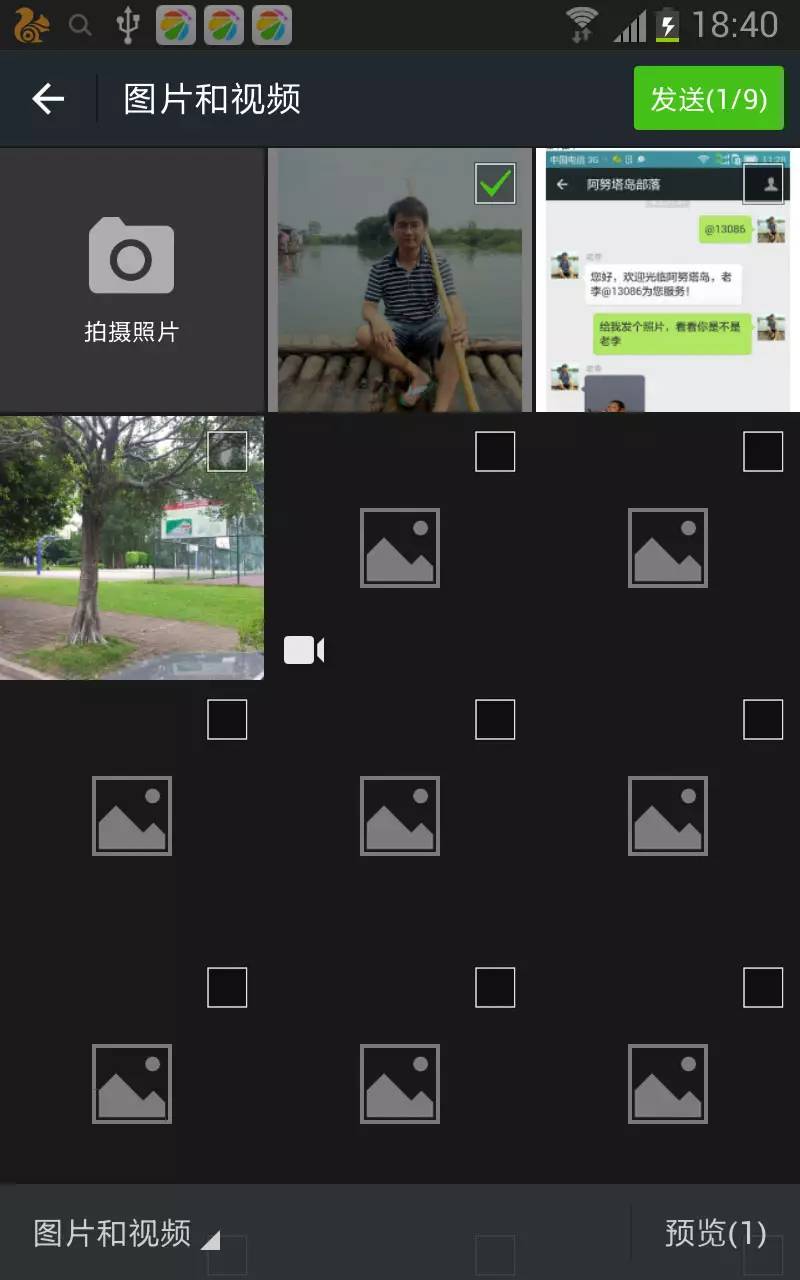 18:40
图片和视频
发送(1/9)
拍摄照片
中国电信 3G
11:28
阿努塔岛部落
@13086
老李
您好，欢迎光临阿努塔岛，老
李@13086为您服务！
给我发个照片，看看你是不是
老李
老李
图片和视频
预览(1)